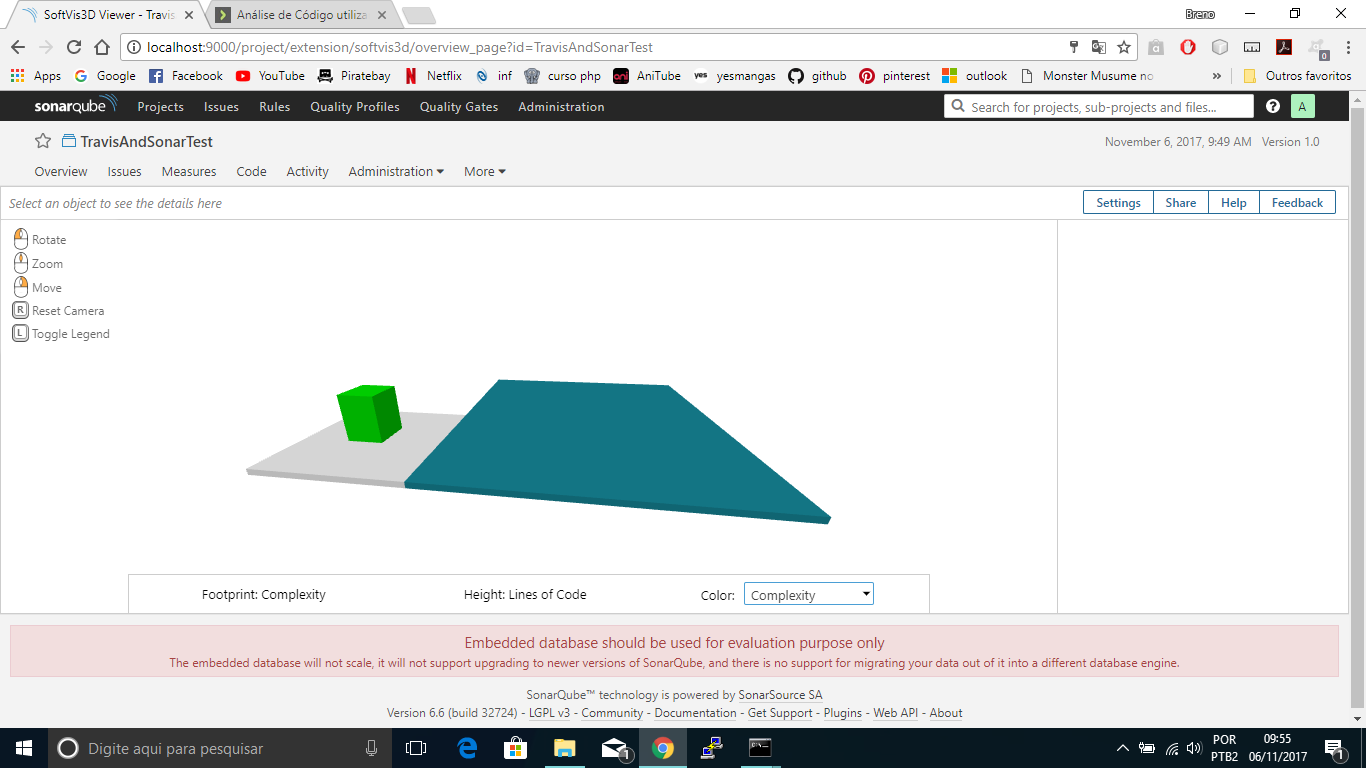 SoftVis3D Viewer - Travis
Análise de Código utiliza
Breno
localhost:9000/project/extension/softvis3d/overview_page?id=TravisAndSonarTest
Apps Google Facebook YouTube Piratebay Netflix inf curso php AniTube yes yesmangas github pinterest outlook Monster Musume no » Outros favoritos
sonarqube Projects Issues Rules Quality Profiles Quality Gates Administration Search for projects, sub-projects and files... ? A
TravisAndSonarTest November 6, 2017, 9:49 AM Version 1.0
Overview Issues Measures Code Activity Administration More
Select an object to see the details here Settings Share Help Feedback
Rotate
Zoom
Move
R Reset Camera
L Toggle Legend
Footprint: Complexity Height: Lines of Code Color: Complexity
Embedded database should be used for evaluation purpose only
The embedded database will not scale, it will not support upgrading to newer versions of SonarQube, and there is no support for migrating your data out of it into a different database engine.
SonarQube™ technology is powered by SonarSource SA
Version 6.6 (build 32724) - LGPL v3 - Community - Documentation - Get Support - Plugins - Web API - About
Digite aqui para pesquisar 1 POR 09:55
PTB2 06/11/2017 1